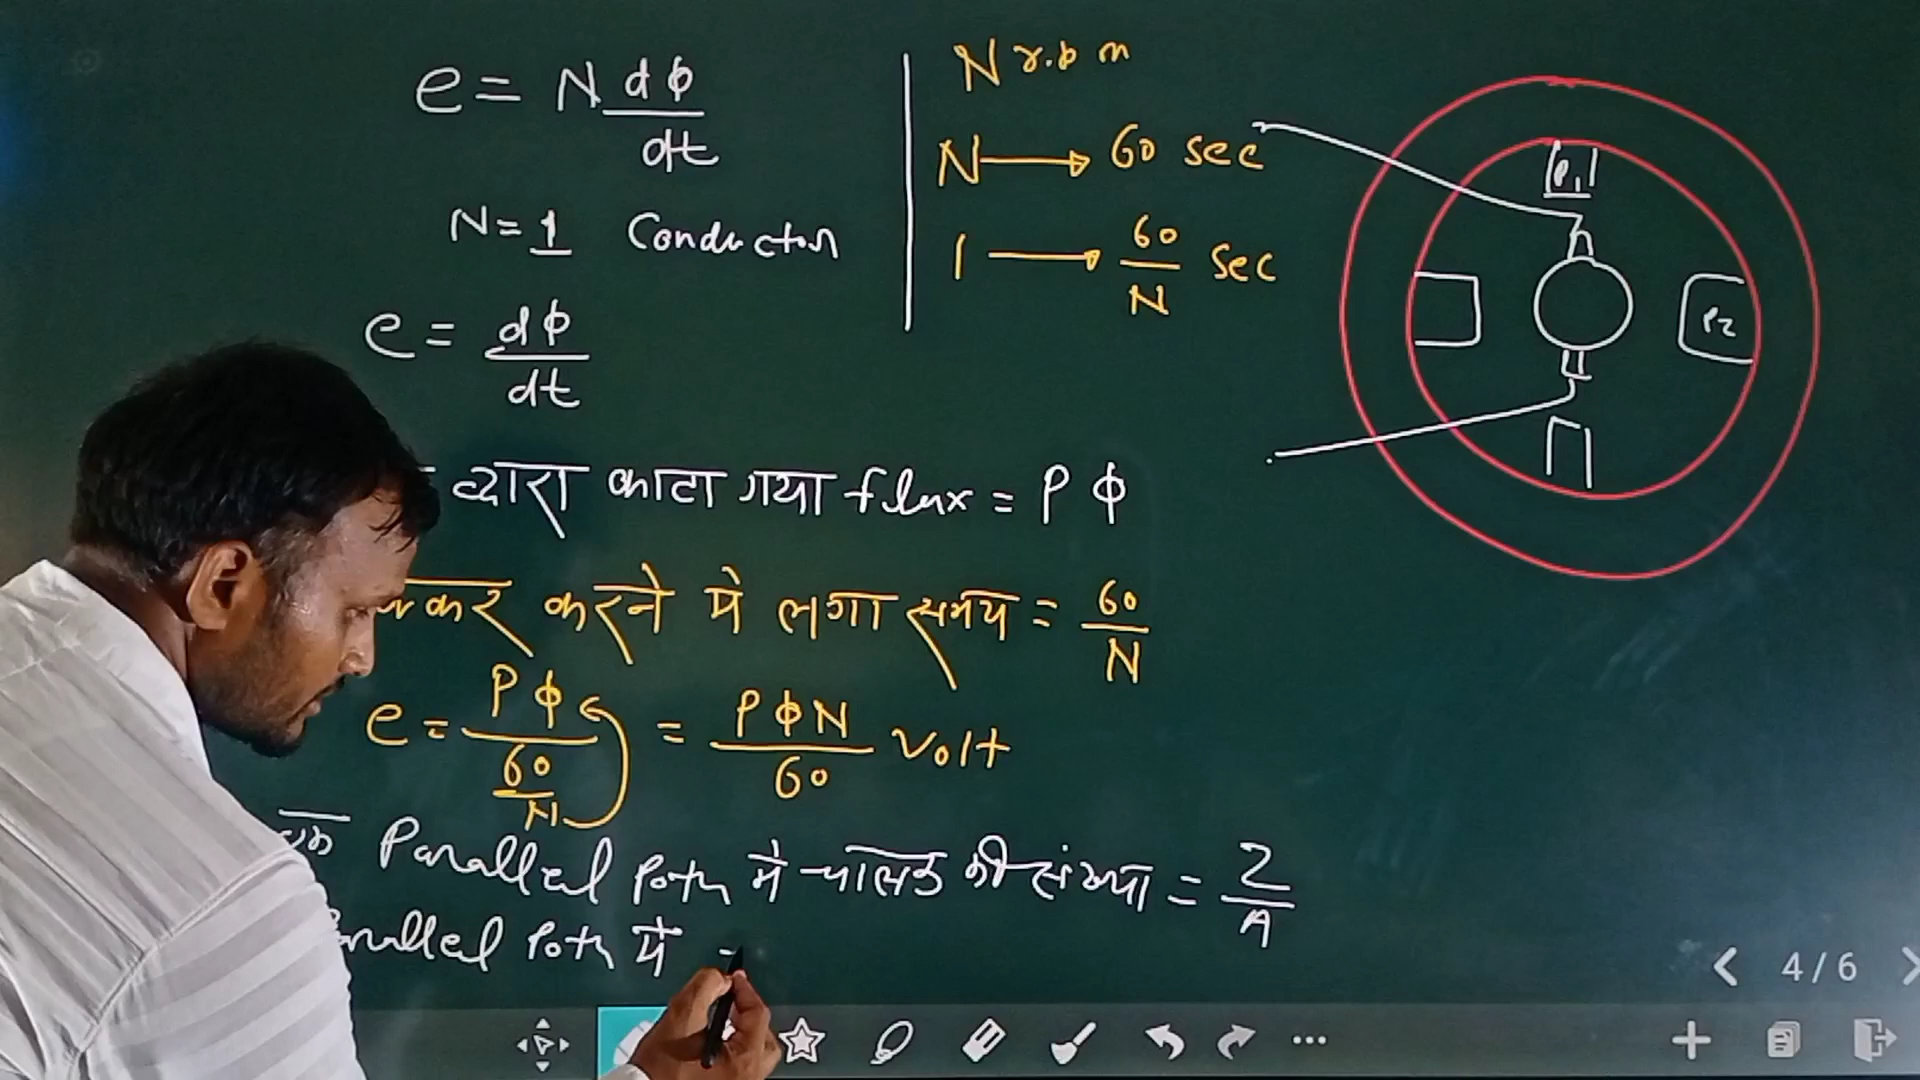 e = N dφ/dt
N = 1 Conductor
e = dφ/dt
N r.p.m
N → 60 sec
1 → 60/N sec
P1
P2
द्वारा काटा गया flux = P φ
चक्कर करने में लगा समय = 60/N
e = Pφ/(60/N) = PφN/60 volt
एक Parallel Path में चालक की संख्या = Z/A
Parallel Path में
4 / 6